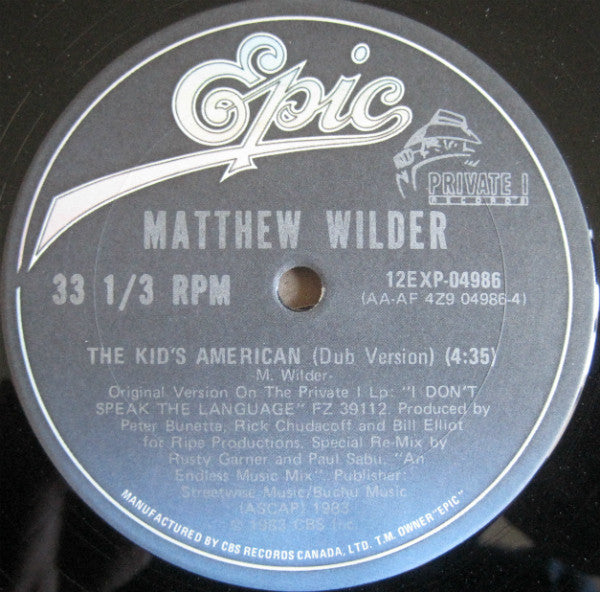 Epic
PRIVATE I
RECORDS
MATTHEW WILDER
33 1/3 RPM
12EXP-04986
(AA-AF 4Z9 04986-4)
THE KID'S AMERICAN (Dub Version) (4:35)
M. Wilder-
Original Version On The Private I Lp: "I DON'T
SPEAK THE LANGUAGE" FZ 39112. Produced by
Peter Bunetta, Rick Chudacoff and Bill Elliot
for Ripe Productions. Special Re-Mix by
Rusty Garner and Paul Sabu, "An
Endless Music Mix". Publisher:
Streetwise Music/Buchu Music
(ASCAP) 1983
© 1983 CBS Inc.
MANUFACTURED BY CBS RECORDS CANADA, LTD. T.M. OWNER "EPIC"